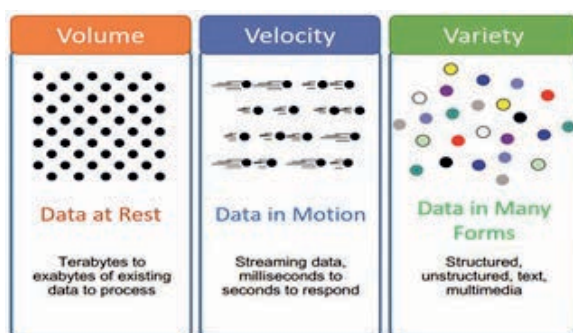 Volume
Data at Rest
Terabytes to
exabytes of existing
data to process
Velocity
Data in Motion
Streaming data,
milliseconds to
seconds to respond
Variety
Data in Many
Forms
Structured,
unstructured, text,
multimedia